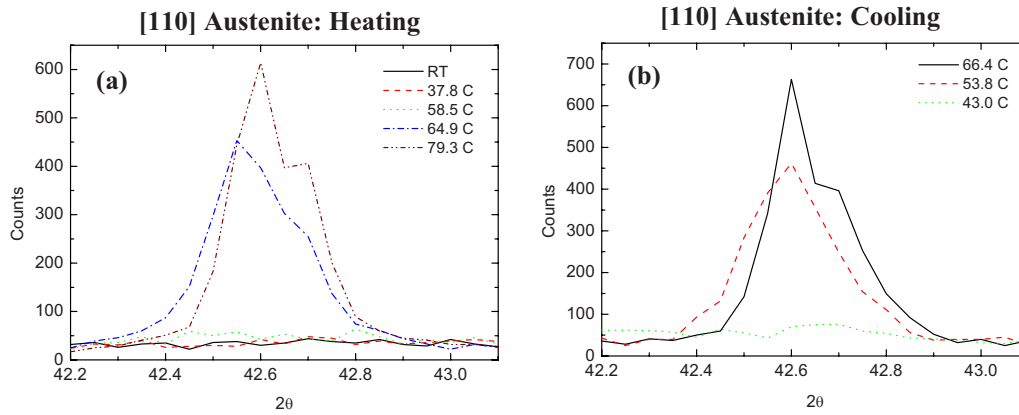 [110] Austenite: Heating
(a)
RT
37.8 C
58.5 C
64.9 C
79.3 C
600
500
400
300
200
100
0
Counts
42.2 42.4 42.6 42.8 43.0
2θ
[110] Austenite: Cooling
(b)
66.4 C
53.8 C
43.0 C
700
600
500
400
300
200
100
0
Counts
42.2 42.4 42.6 42.8 43.0
2θ